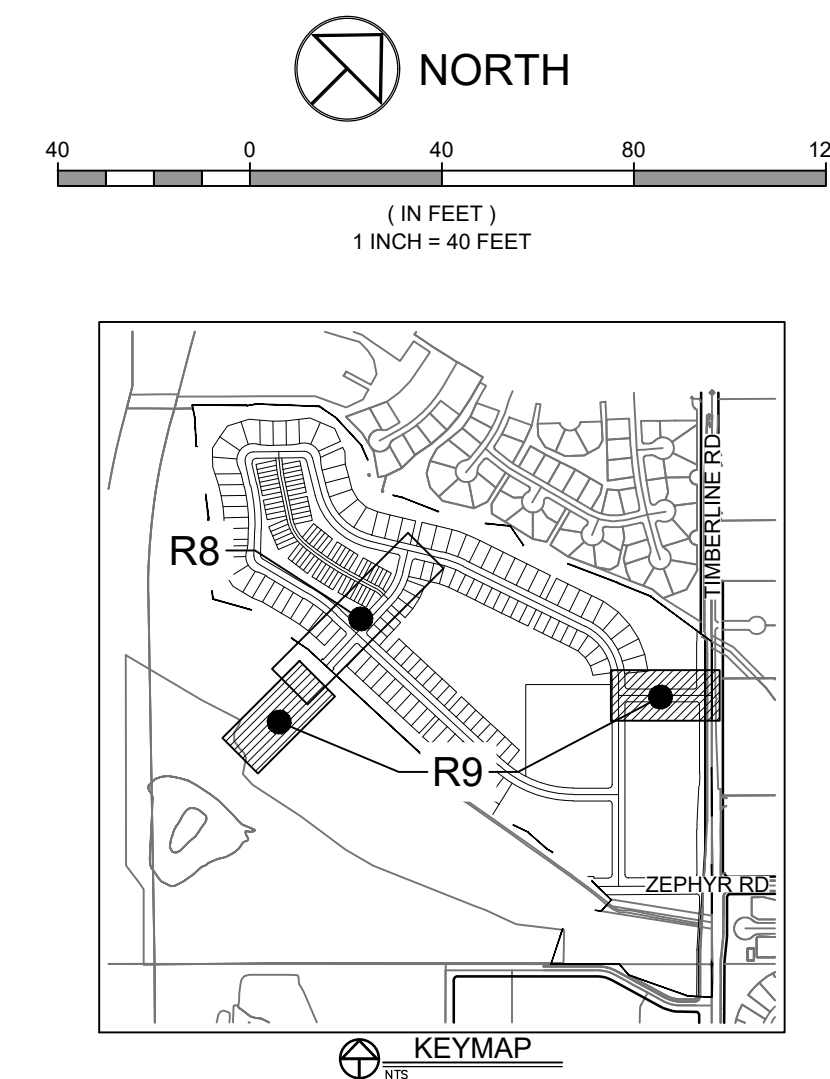 NORTH
40 0 40 80 12
( IN FEET )
1 INCH = 40 FEET
TIMBERLINE RD
R8
R9
ZEPHYR RD
KEYMAP
NTS